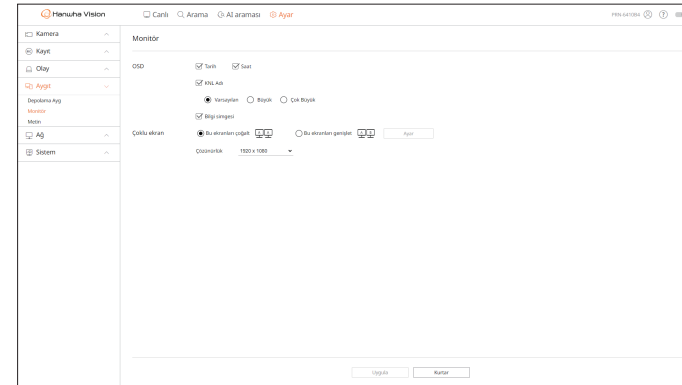 Hanwha Vision
Canlı Arama AI araması Ayar
PRN-6410B4
Kamera
Kayıt
Olay
Aygıt
Depolama Ayg
Monitör
Metin
Ağ
Sistem
Monitör
OSD Tarih Saat
KNL Adı
Varsayılan Büyük Çok Büyük
Bilgi simgesi
Çoklu ekran Bu ekranları çoğalt Bu ekranları genişlet Ayar
Çözünürlük 1920 x 1080
Uygula Kurtar